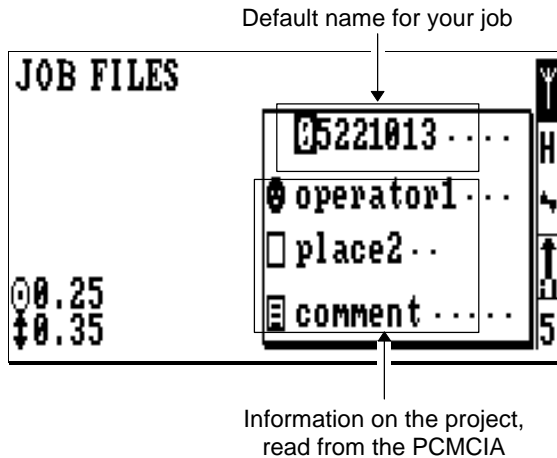 Default name for your job
JOB FILES
05221013 ....
H
operator1 ...
place2 ..
comment .....
0.25
0.35
5
Information on the project,
read from the PCMCIA